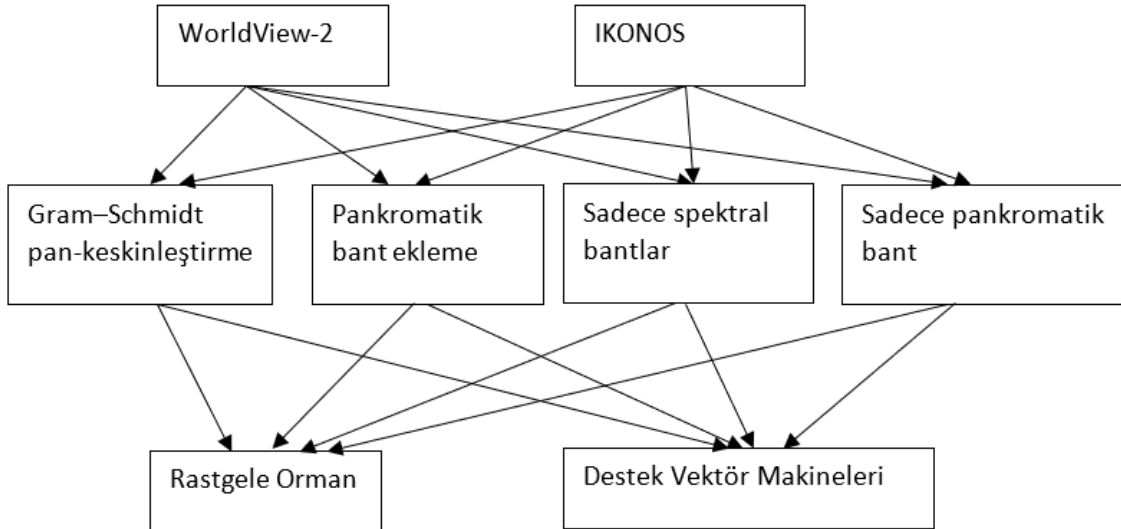 WorldView-2
IKONOS
Gram–Schmidt
pan-keskinleştirme
Pankromatik
bant ekleme
Sadece spektral
bantlar
Sadece pankromatik
bant
Rastgele Orman
Destek Vektör Makineleri